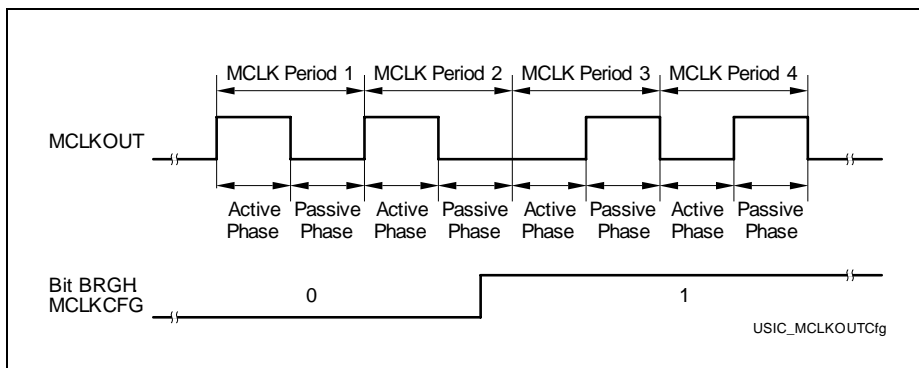 MCLK Period 1 MCLK Period 2 MCLK Period 3 MCLK Period 4
MCLKOUT
Active Phase Passive Phase Active Phase Passive Phase Active Phase Passive Phase Active Phase Passive Phase
Bit BRGH
MCLKCFG
0 1
USIC_MCLKOUTCfg